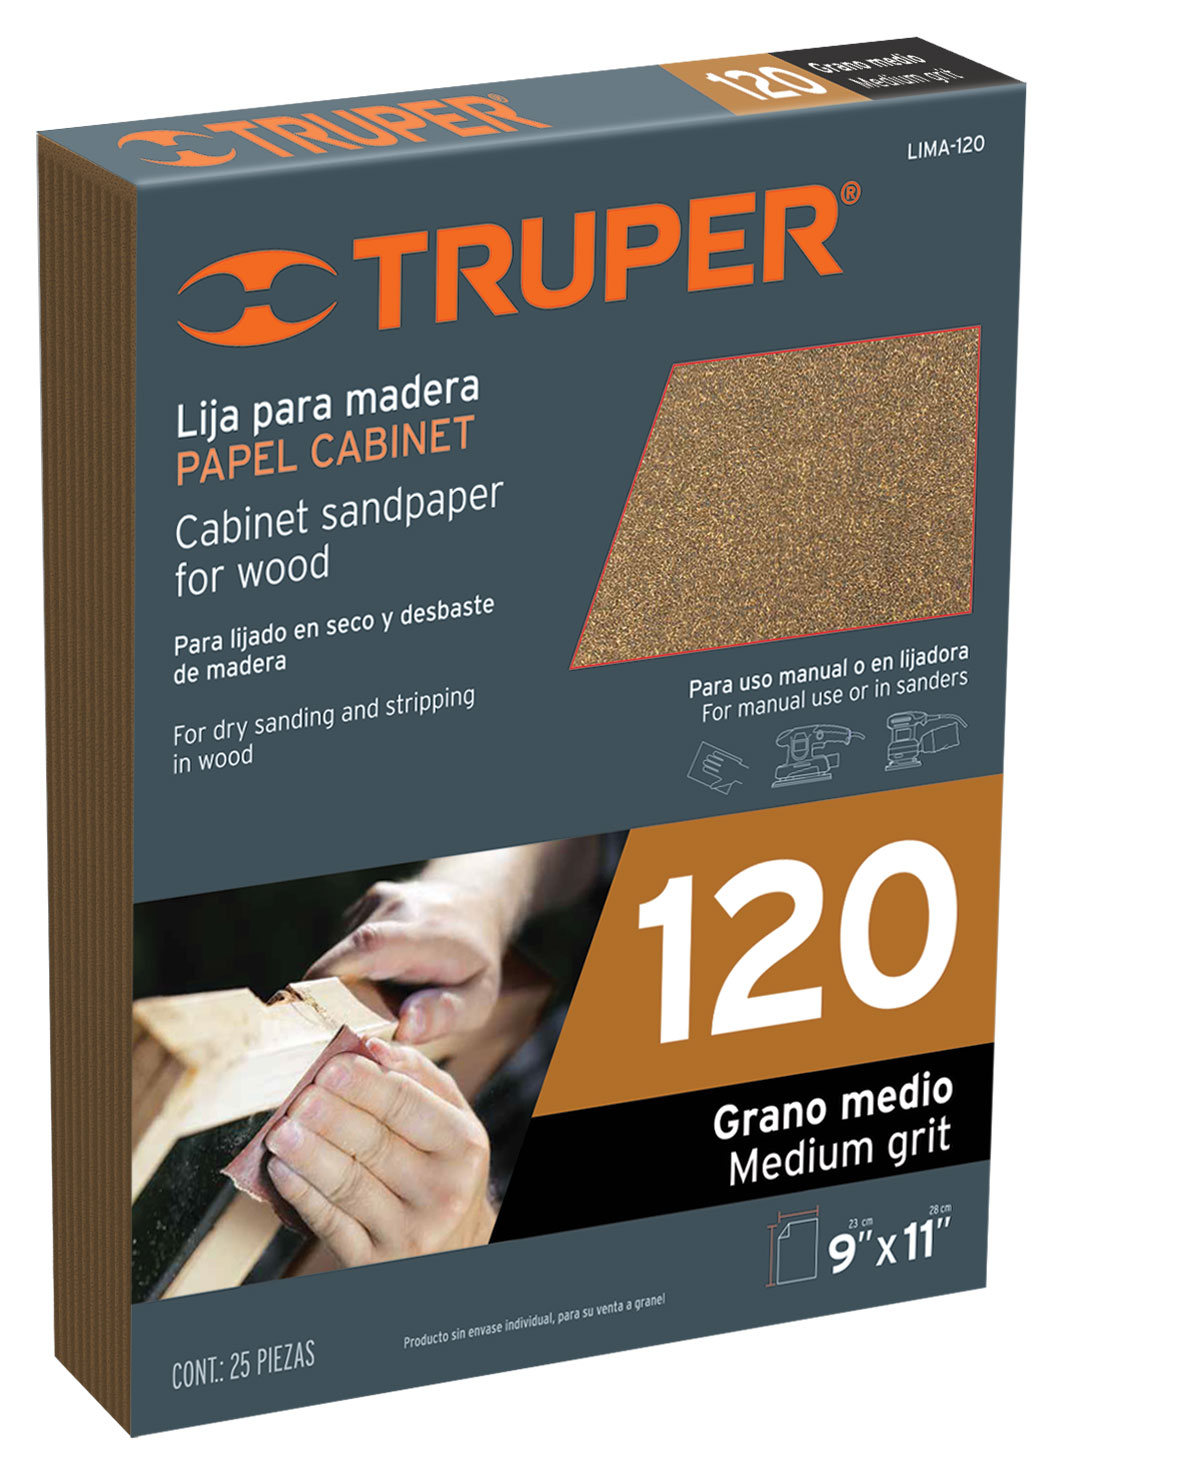 TRUPER®
120
Grano medio
Medium grit
LIMA-120
TRUPER®
Lija para madera
PAPEL CABINET
Cabinet sandpaper
for wood
Para lijado en seco y desbaste
de madera
For dry sanding and stripping
in wood
Para uso manual o en lijadora
For manual use or in sanders
120
Grano medio
Medium grit
23 cm 28 cm
9" x 11"
Producto sin envase individual, para su venta a granel
CONT.: 25 PIEZAS